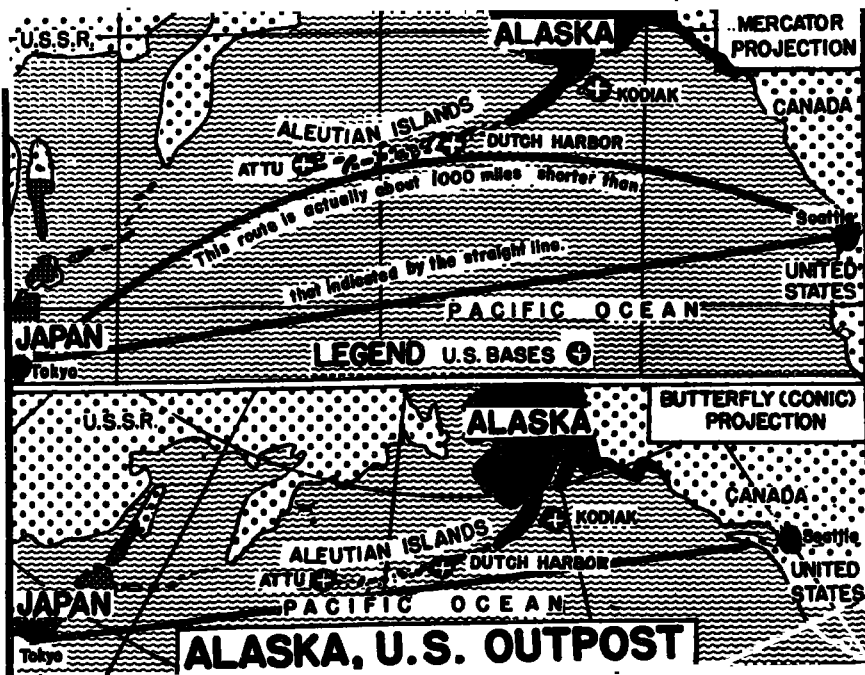 U.S.S.R.
ALASKA
MERCATOR
PROJECTION
KODIAK
CANADA
ALEUTIAN ISLANDS
DUTCH HARBOR
ATTU
This route is actually about 1000 miles shorter than
Seattle
that indicated by the straight line.
UNITED
STATES
PACIFIC OCEAN
JAPAN
LEGEND U.S. BASES
Tokyo
BUTTERFLY (CONIC)
PROJECTION
U.S.S.R.
ALASKA
CANADA
KODIAK
Seattle
ALEUTIAN ISLANDS
DUTCH HARBOR
ATTU
UNITED
STATES
JAPAN
PACIFIC OCEAN
Tokyo
ALASKA, U.S. OUTPOST